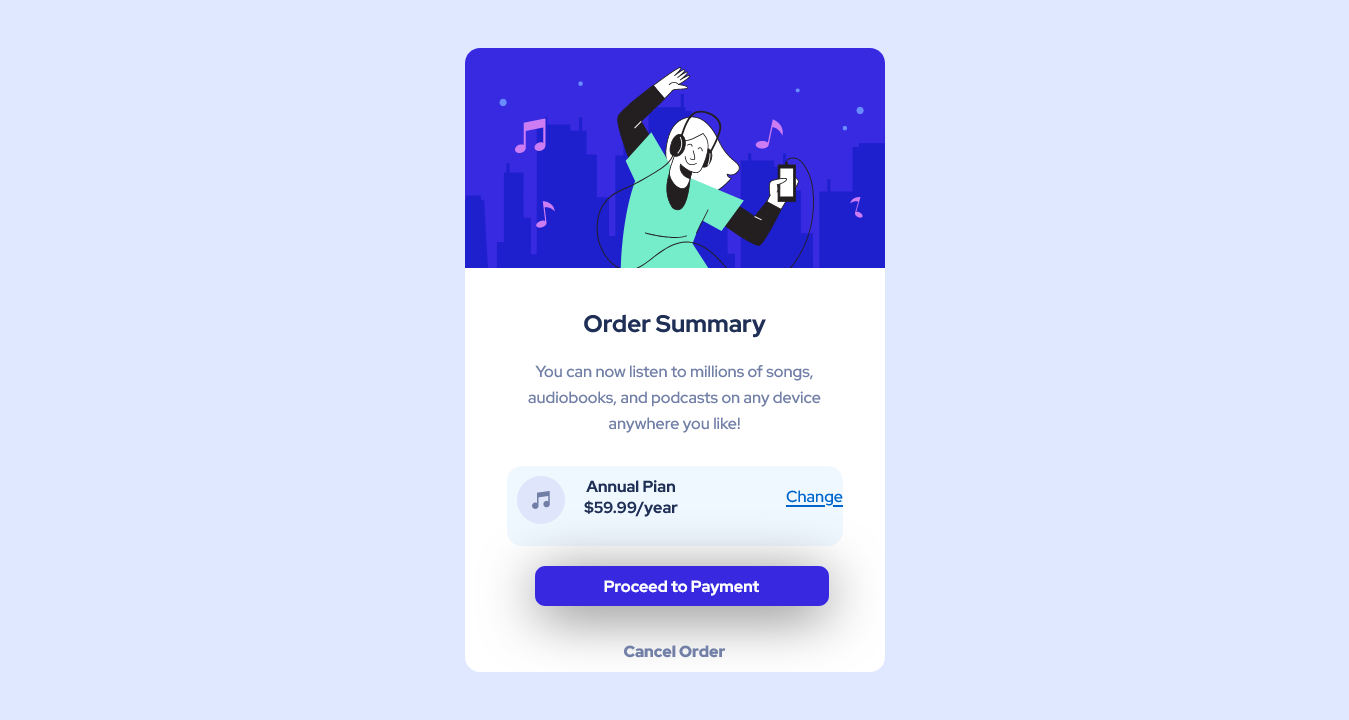 Order Summary
You can now listen to millions of songs,
audiobooks, and podcasts on any device
anywhere you like!
Annual Pian
$59.99/year
Change
Proceed to Payment
Cancel Order